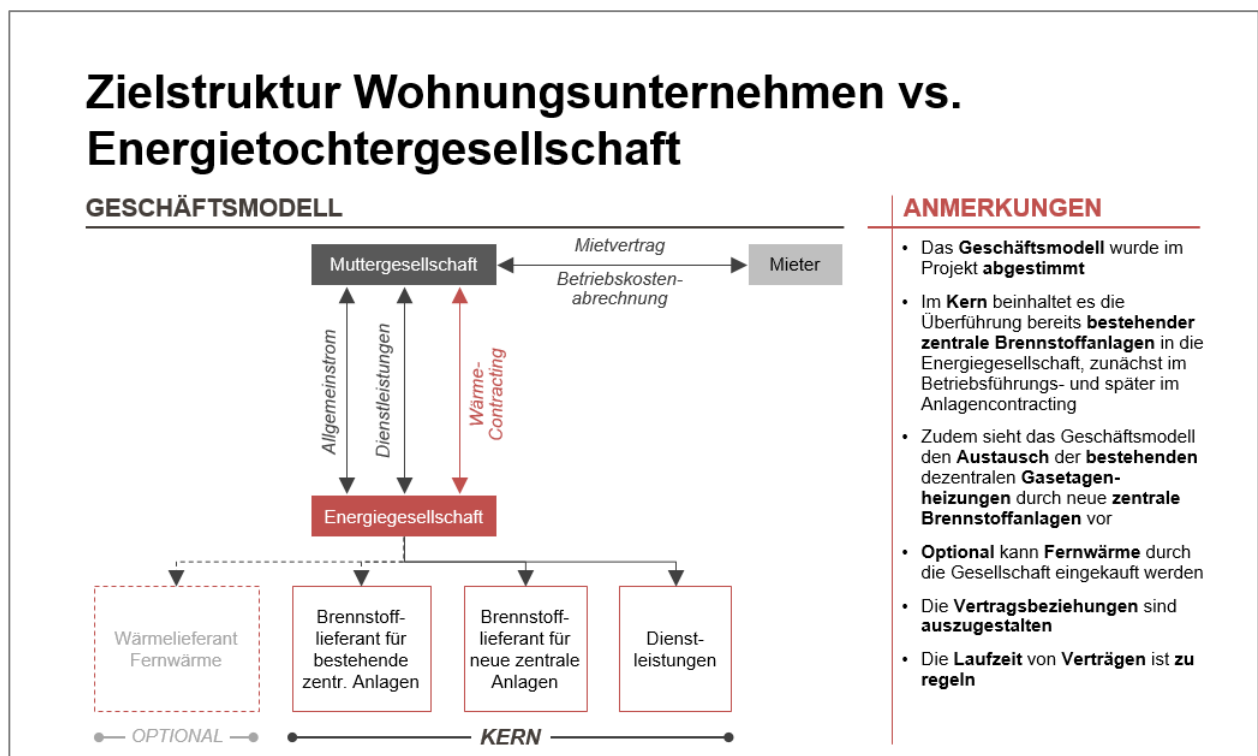 Zielstruktur Wohnungsunternehmen vs.
Energietochtergesellschaft
GESCHÄFTSMODELL
Muttergesellschaft
Mietvertrag
Betriebskosten-
abrechnung
Mieter
Allgemeinstrom
Dienstleistungen
Wärme-
Contracting
Energiegesellschaft
Wärmelieferant
Fernwärme
Brennstoff-
lieferant für
bestehende
zentr. Anlagen
Brennstoff-
lieferant für
neue zentrale
Anlagen
Dienst-
leistungen
OPTIONAL
KERN
ANMERKUNGEN
• Das Geschäftsmodell wurde im
Projekt abgestimmt
• Im Kern beinhaltet es die
Überführung bereits bestehender
zentrale Brennstoffanlagen in die
Energiegesellschaft, zunächst im
Betriebsführungs- und später im
Anlagencontracting
• Zudem sieht das Geschäftsmodell
den Austausch der bestehenden
dezentralen Gasetagen-
heizungen durch neue zentrale
Brennstoffanlagen vor
• Optional kann Fernwärme durch
die Gesellschaft eingekauft werden
• Die Vertragsbeziehungen sind
auszugestalten
• Die Laufzeit von Verträgen ist zu
regeln